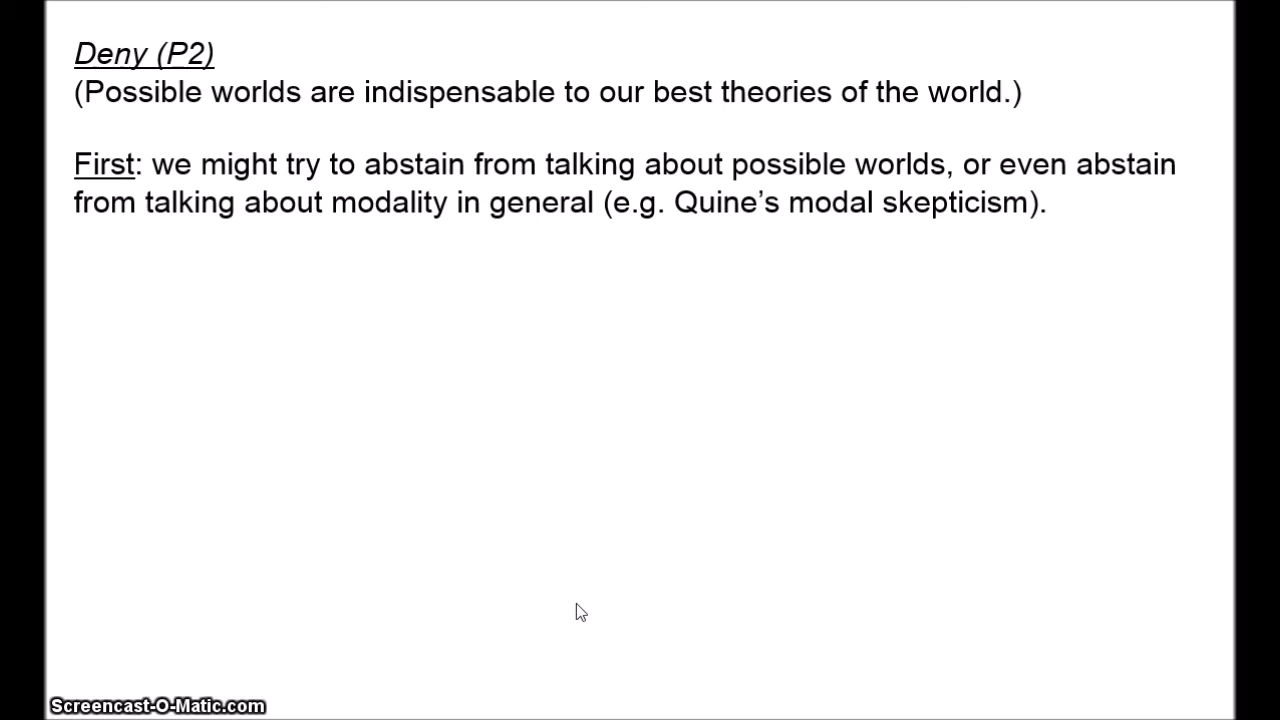 Deny (P2)
(Possible worlds are indispensable to our best theories of the world.)
First: we might try to abstain from talking about possible worlds, or even abstain
from talking about modality in general (e.g. Quine’s modal skepticism).
Screencast-O-Matic.com